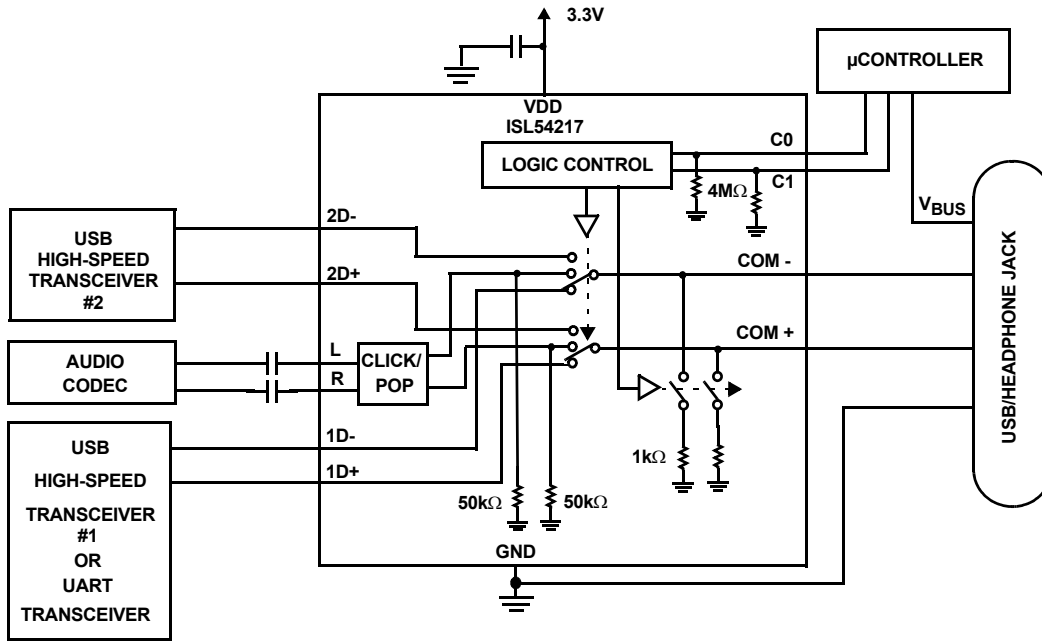 3.3V
µCONTROLLER
VDD
ISL54217
C0
LOGIC CONTROL
C1
4MΩ
VBUS
2D-
USB
HIGH-SPEED
TRANSCEIVER
#2
COM -
2D+
COM +
USB/HEADPHONE JACK
AUDIO
CODEC
L
R
CLICK/
POP
1D-
USB
HIGH-SPEED
TRANSCEIVER
#1
OR
UART
TRANSCEIVER
1D+
1kΩ
50kΩ
50kΩ
GND